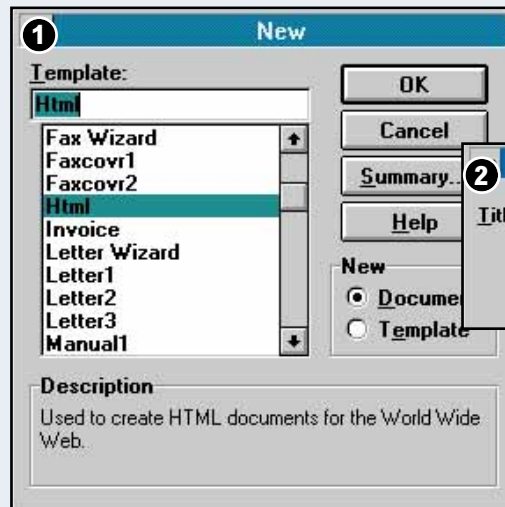 1
New
Template:
Html
Fax Wizard
Faxcovr1
Faxcovr2
Html
Invoice
Letter Wizard
Letter1
Letter2
Letter3
Manual1
OK
Cancel
Summary..
Help
2
New
Document
Template
Description
Used to create HTML documents for the World Wide
Web.